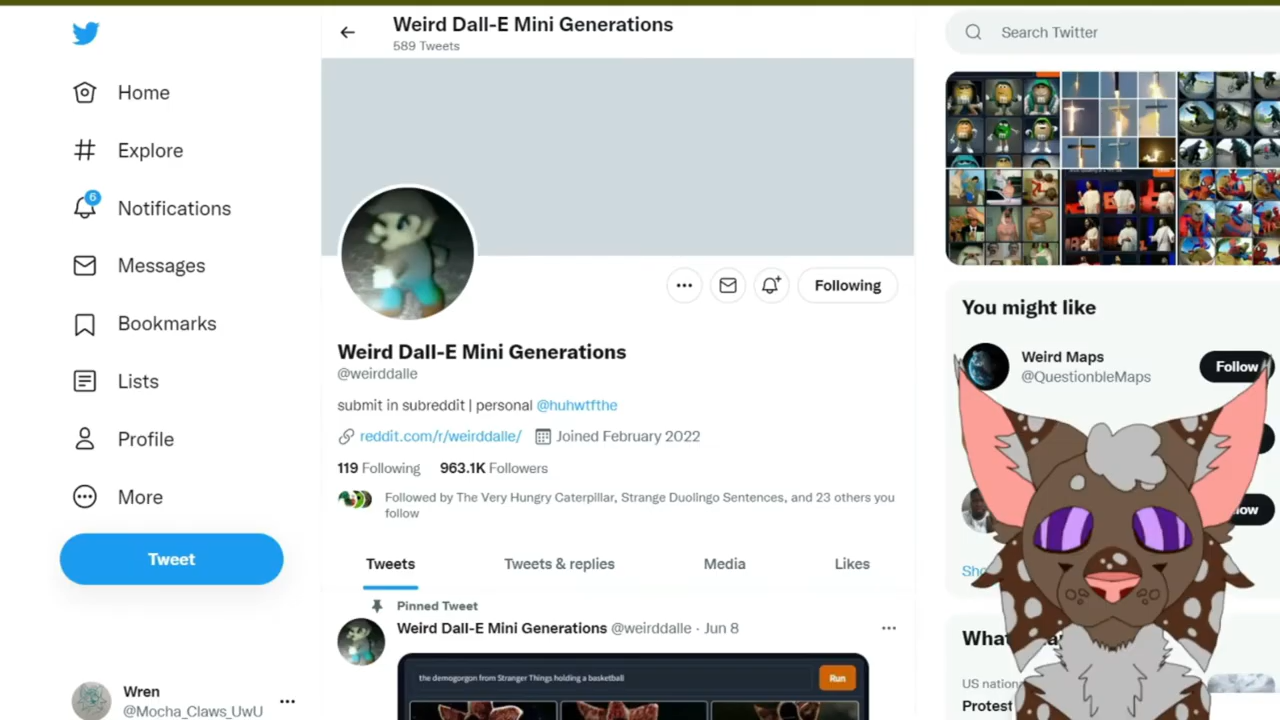 Weird Dall-E Mini Generations
589 Tweets
Search Twitter
Home
Explore
6
Notifications
Messages
Bookmarks
Lists
Profile
More
Tweet
Wren
@Mocha_Claws_UwU
Following
Weird Dall-E Mini Generations
@weirddalle
submit in subreddit | personal @huhwtfthe
reddit.com/r/weirddalle/ Joined February 2022
119 Following 963.1K Followers
Followed by The Very Hungry Caterpillar, Strange Duolingo Sentences, and 23 others you
follow
Tweets Tweets & replies Media Likes
Pinned Tweet
Weird Dall-E Mini Generations @weirddalle · Jun 8
the demogorgon from Stranger Things holding a basketball Run
You might like
Weird Maps
@QuestionbleMaps
Follow